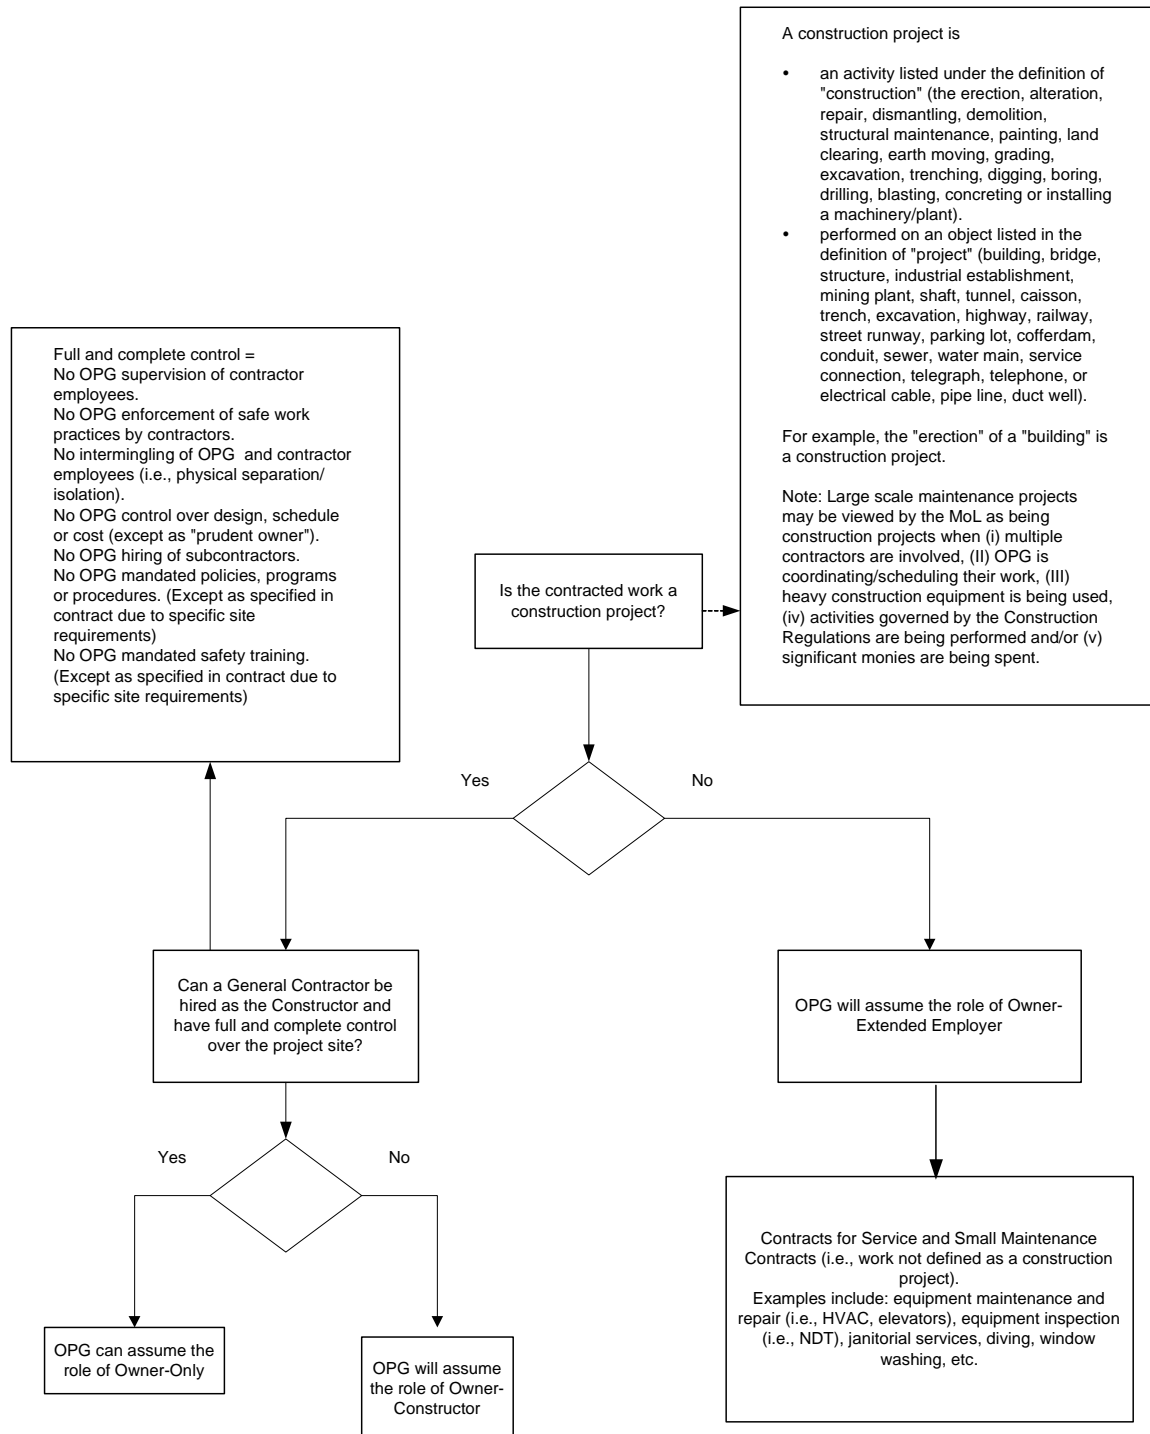 A construction project is
• an activity listed under the definition of
"construction" (the erection, alteration,
repair, dismantling, demolition,
structural maintenance, painting, land
clearing, earth moving, grading,
excavation, trenching, digging, boring,
drilling, blasting, concreting or installing
a machinery/plant).
• performed on an object listed in the
definition of "project" (building, bridge,
structure, industrial establishment,
mining plant, shaft, tunnel, caisson,
trench, excavation, highway, railway,
street runway, parking lot, cofferdam,
conduit, sewer, water main, service
connection, telegraph, telephone, or
electrical cable, pipe line, duct well).
For example, the "erection" of a "building" is
a construction project.
Note: Large scale maintenance projects
may be viewed by the MoL as being
construction projects when (i) multiple
contractors are involved, (II) OPG is
coordinating/scheduling their work, (III)
heavy construction equipment is being used,
(iv) activities governed by the Construction
Regulations are being performed and/or (v)
significant monies are being spent.
Full and complete control =
No OPG supervision of contractor
employees.
No OPG enforcement of safe work
practices by contractors.
No intermingling of OPG and contractor
employees (i.e., physical separation/
isolation).
No OPG control over design, schedule
or cost (except as "prudent owner").
No OPG hiring of subcontractors.
No OPG mandated policies, programs
or procedures. (Except as specified in
contract due to specific site
requirements)
No OPG mandated safety training.
(Except as specified in contract due to
specific site requirements)
Is the contracted work a
construction project?
Yes
No
Can a General Contractor be
hired as the Constructor and
have full and complete control
over the project site?
OPG will assume the role of Owner-
Extended Employer
Yes
No
Contracts for Service and Small Maintenance
Contracts (i.e., work not defined as a construction
project).
Examples include: equipment maintenance and
repair (i.e., HVAC, elevators), equipment inspection
(i.e., NDT), janitorial services, diving, window
washing, etc.
OPG can assume the
role of Owner-Only
OPG will assume
the role of Owner-
Constructor